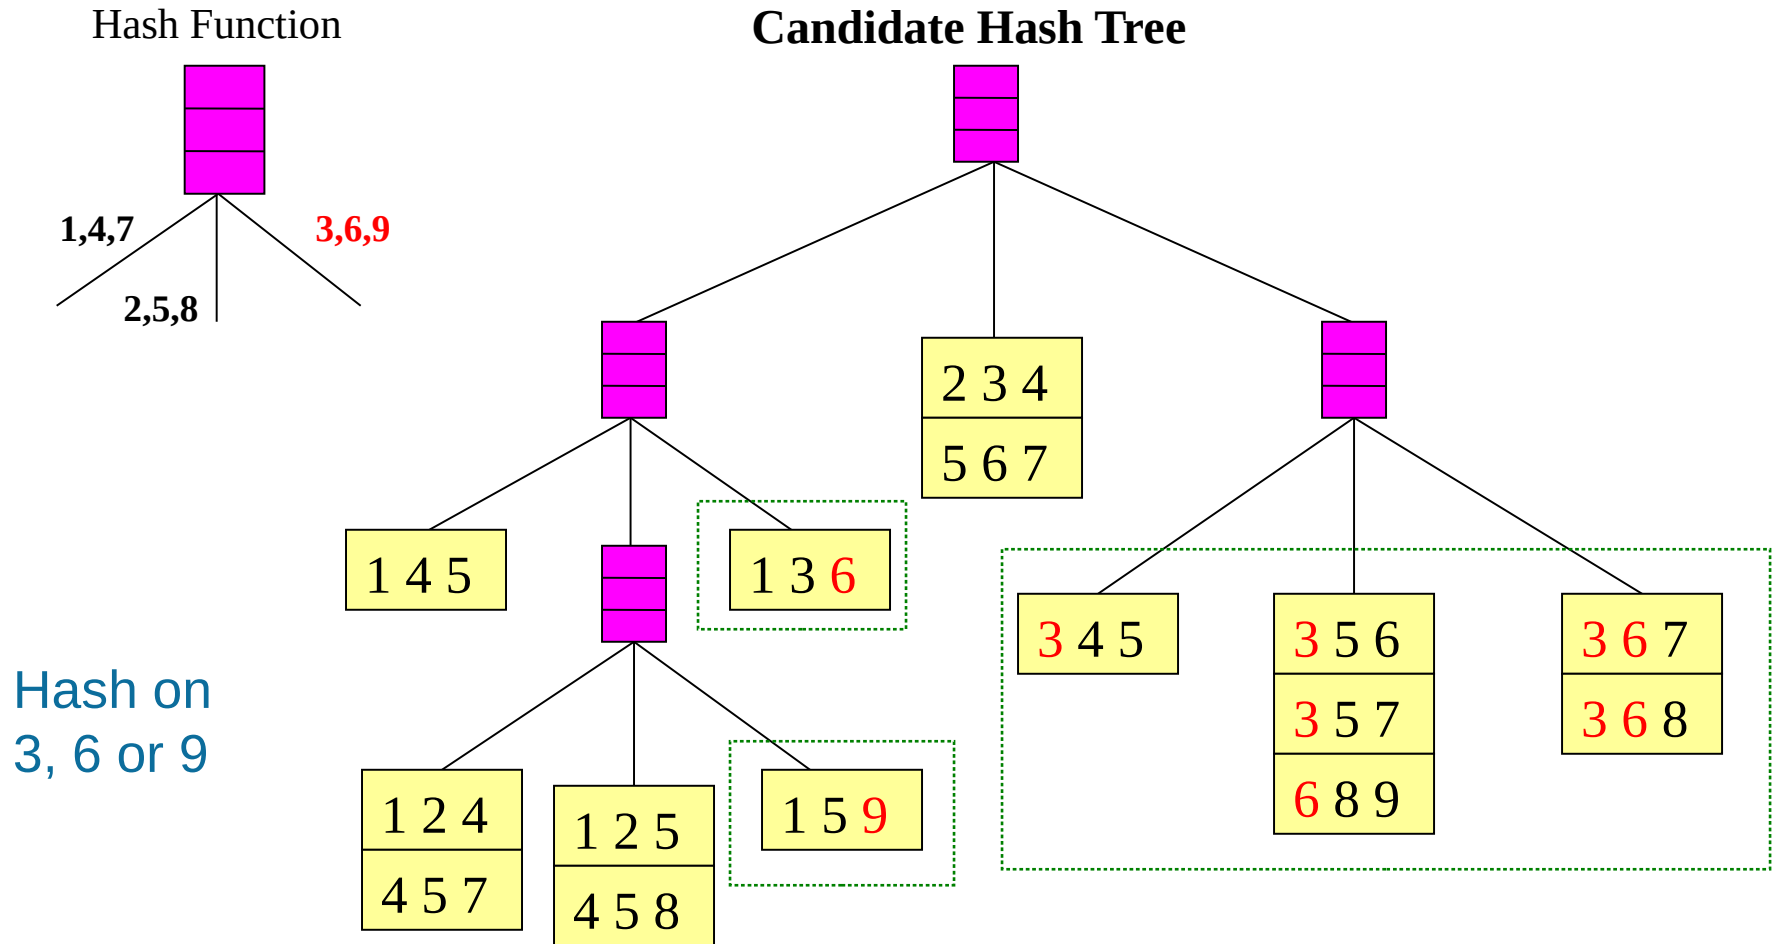 Hash Function
Candidate Hash Tree
1,4,7
3,6,9
2,5,8
2 3 4
5 6 7
1 4 5
1 3 6
3 4 5
3 5 6
3 6 7
3 5 7
3 6 8
6 8 9
Hash on
3, 6 or 9
1 2 4
1 2 5
1 5 9
4 5 7
4 5 8